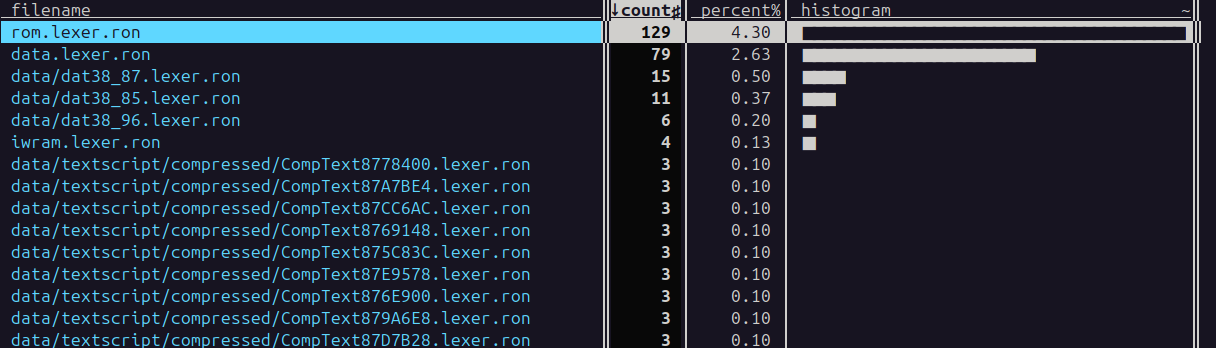 filename ↓count♯ percent% histogram ~
rom.lexer.ron 129 4.30
data.lexer.ron 79 2.63
data/dat38_87.lexer.ron 15 0.50
data/dat38_85.lexer.ron 11 0.37
data/dat38_96.lexer.ron 6 0.20
iwram.lexer.ron 4 0.13
data/textscript/compressed/CompText8778400.lexer.ron 3 0.10
data/textscript/compressed/CompText87A7BE4.lexer.ron 3 0.10
data/textscript/compressed/CompText87CC6AC.lexer.ron 3 0.10
data/textscript/compressed/CompText8769148.lexer.ron 3 0.10
data/textscript/compressed/CompText875C83C.lexer.ron 3 0.10
data/textscript/compressed/CompText87E9578.lexer.ron 3 0.10
data/textscript/compressed/CompText876E900.lexer.ron 3 0.10
data/textscript/compressed/CompText879A6E8.lexer.ron 3 0.10
data/textscript/compressed/CompText87D7B28.lexer.ron 3 0.10